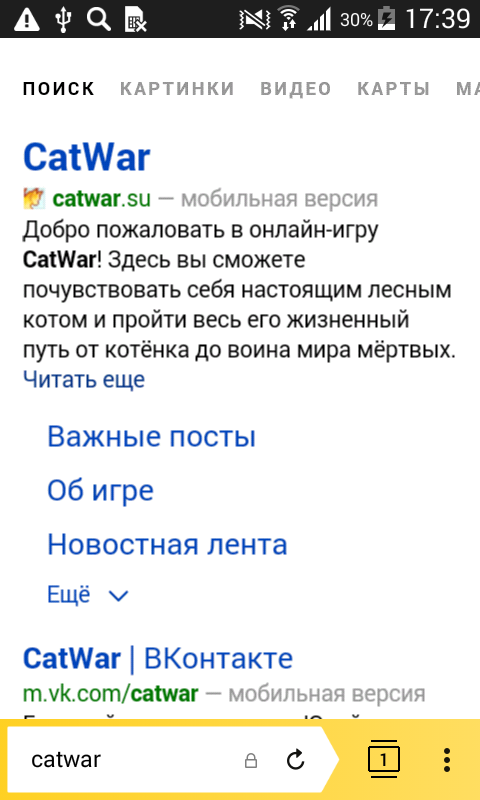 30% 17:39
ПОИСК КАРТИНКИ ВИДЕО КАРТЫ
CatWar
catwar.su — мобильная версия
Добро пожаловать в онлайн-игру
CatWar! Здесь вы сможете
почувствовать себя настоящим лесным
котом и пройти весь его жизненный
путь от котёнка до воина мира мёртвых.
Читать еще
Важные посты
Об игре
Новостная лента
Ещё
CatWar | ВКонтакте
m.vk.com/catwar — мобильная версия
catwar 1